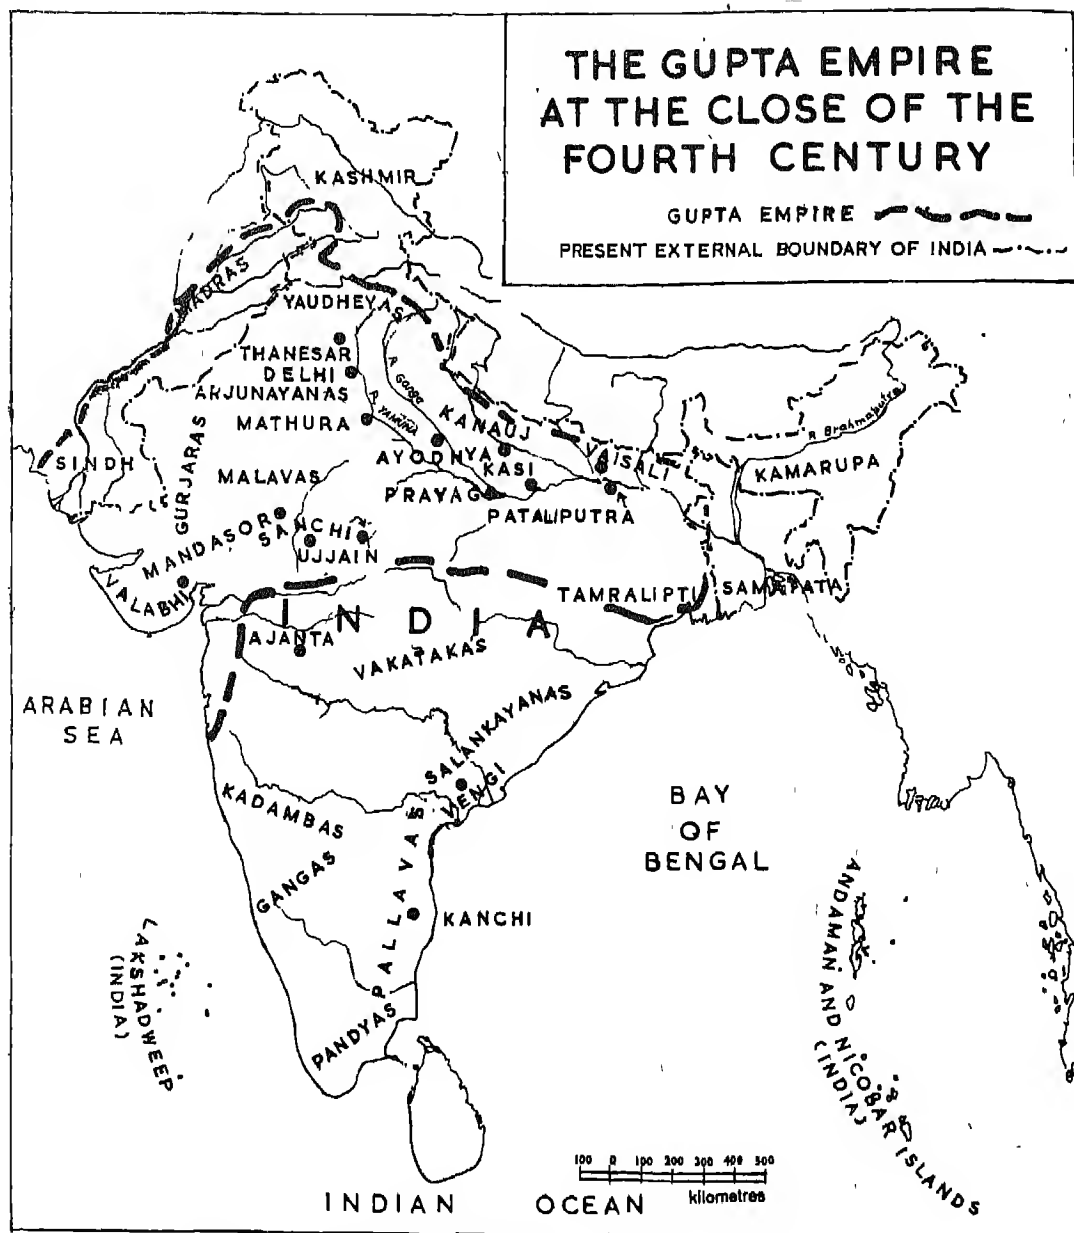 THE GUPTA EMPIRE
AT THE CLOSE OF THE
FOURTH CENTURY
GUPTA EMPIRE
PRESENT EXTERNAL BOUNDARY OF INDIA
KASHMIR
MADRAS
YAUDHEYAS
THANESAR
DELHI
R. Ganga
ARJUNAYANAS
R. YAMUNA
MATHURA
KANAUJ
R. Brahmaputra
SINDH
GURJARAS
MALAVAS
AYODHYA
KASI
VAISALI
KAMARUPA
PRAYAG
PATALIPUTRA
MANDASOR
SANCHI
UJJAIN
VALABHI
TAMRALIPTI
SAMATATA
INDIA
AJANTA
VAKATAKAS
ARABIAN
SEA
SALANKAYANAS
VENGI
KADAMBAS
BAY
OF
BENGAL
PALLAVAS
GANGAS
KANCHI
LAKSHADWEEP
(INDIA)
ANDAMAN AND NICOBAR ISLANDS
(INDIA)
PANDYAS
100 0 100 200 300 400 500
kilometres
INDIAN OCEAN